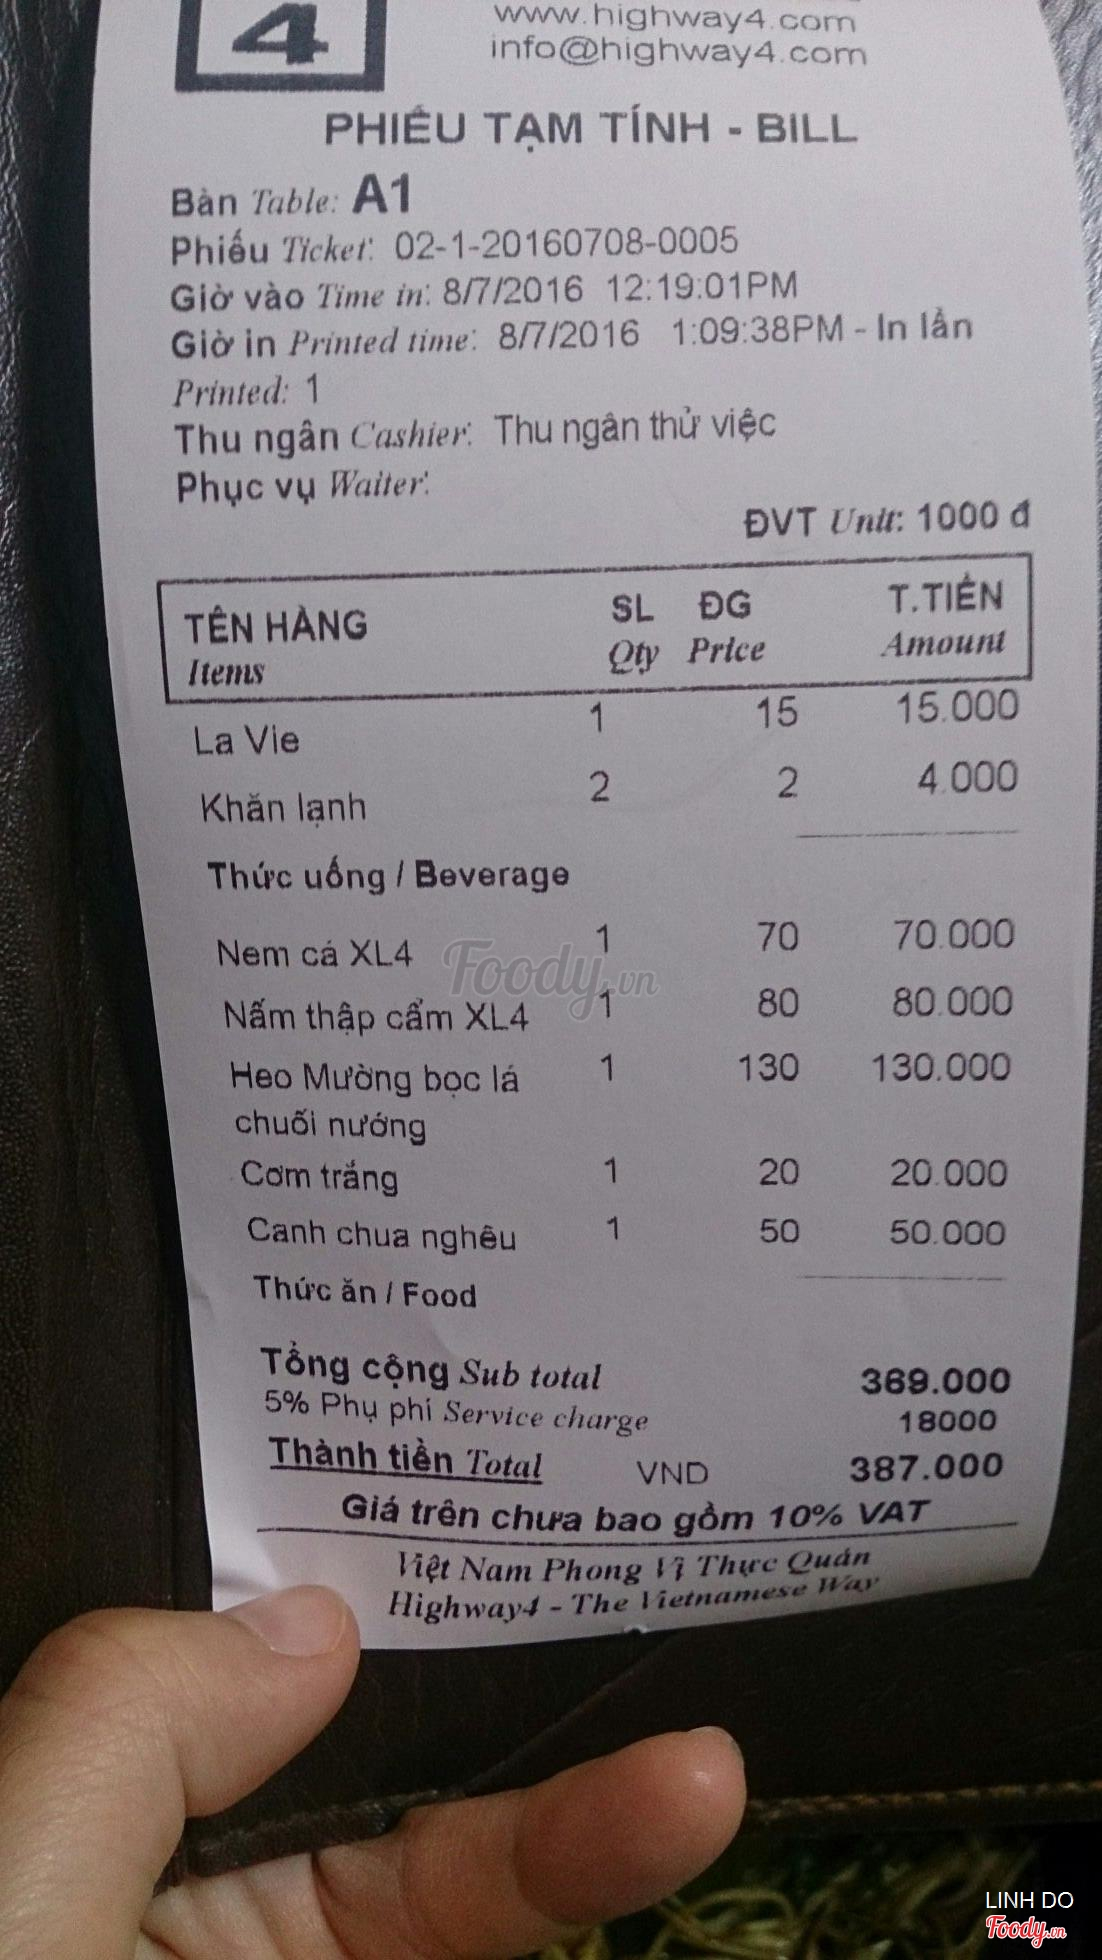 4
www.highway4.com
info@highway4.com
PHIẾU TẠM TÍNH - BILL
Bàn Table: A1
Phiếu Ticket: 02-1-20160708-0005
Giờ vào Time in: 8/7/2016 12:19:01PM
Giờ in Printed time: 8/7/2016 1:09:38PM - In lần
Printed: 1
Thu ngân Cashier: Thu ngân thử việc
Phục vụ Waiter:
ĐVT Unit: 1000 đ
TÊN HÀNG SL ĐG T.TIỀN
Items Qty Price Amount
La Vie 1 15 15.000
Khăn lạnh 2 2 4.000
Thức uống / Beverage
Nem cá XL4 1 70 70.000
Foody.vn
Nấm thập cẩm XL4 1 80 80.000
Heo Mường bọc lá 1 130 130.000
chuối nướng
Cơm trắng 1 20 20.000
Canh chua nghêu 1 50 50.000
Thức ăn / Food
Tổng cộng Sub total 369.000
5% Phụ phí Service charge 18000
Thành tiền Total VND 387.000
Giá trên chưa bao gồm 10% VAT
Việt Nam Phong Vị Thực Quán
Highway4 - The Vietnamese Way
LINH DO
Foody.vn